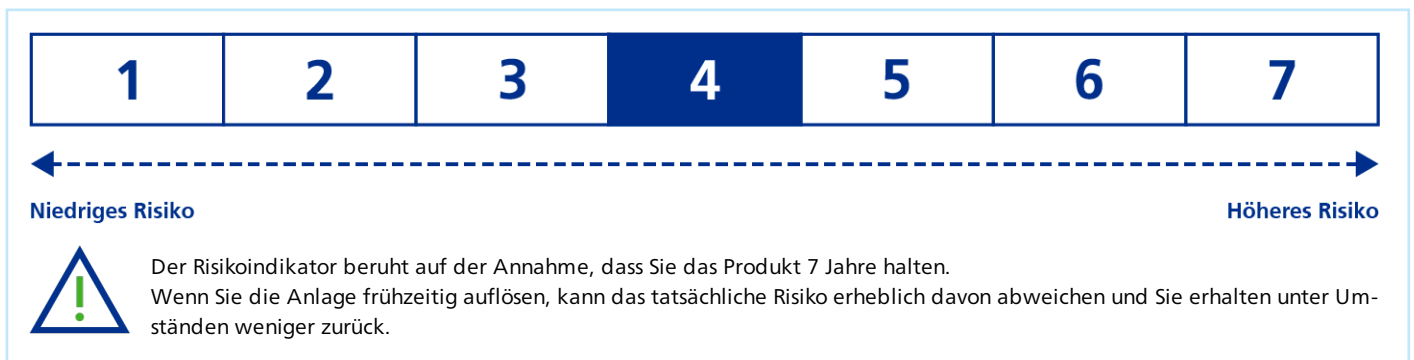 1 2 3 4 5 6 7
Niedriges Risiko Höheres Risiko
Der Risikoindikator beruht auf der Annahme, dass Sie das Produkt 7 Jahre halten.
Wenn Sie die Anlage frühzeitig auflösen, kann das tatsächliche Risiko erheblich davon abweichen und Sie erhalten unter Um-
ständen weniger zurück.